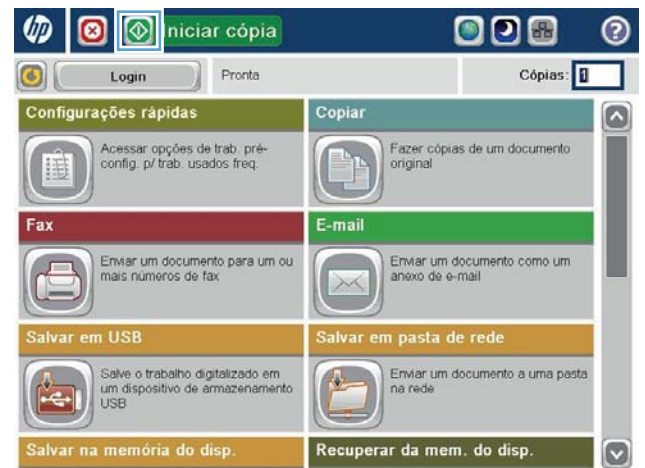 hp
Iniciar cópia
?
Login
Pronta
Cópias: 1
Configurações rápidas
Copiar
Acessar opções de trab. pré-
config. p/ trab. usados freq.
Fazer cópias de um documento
original
Fax
E-mail
Enviar um documento para um ou
mais números de fax
Enviar um documento como um
anexo de e-mail
Salvar em USB
Salvar em pasta de rede
Salve o trabalho digitalizado em
um dispositivo de armazenamento
USB
Enviar um documento a uma pasta
na rede
Salvar na memória do disp.
Recuperar da mem. do disp.